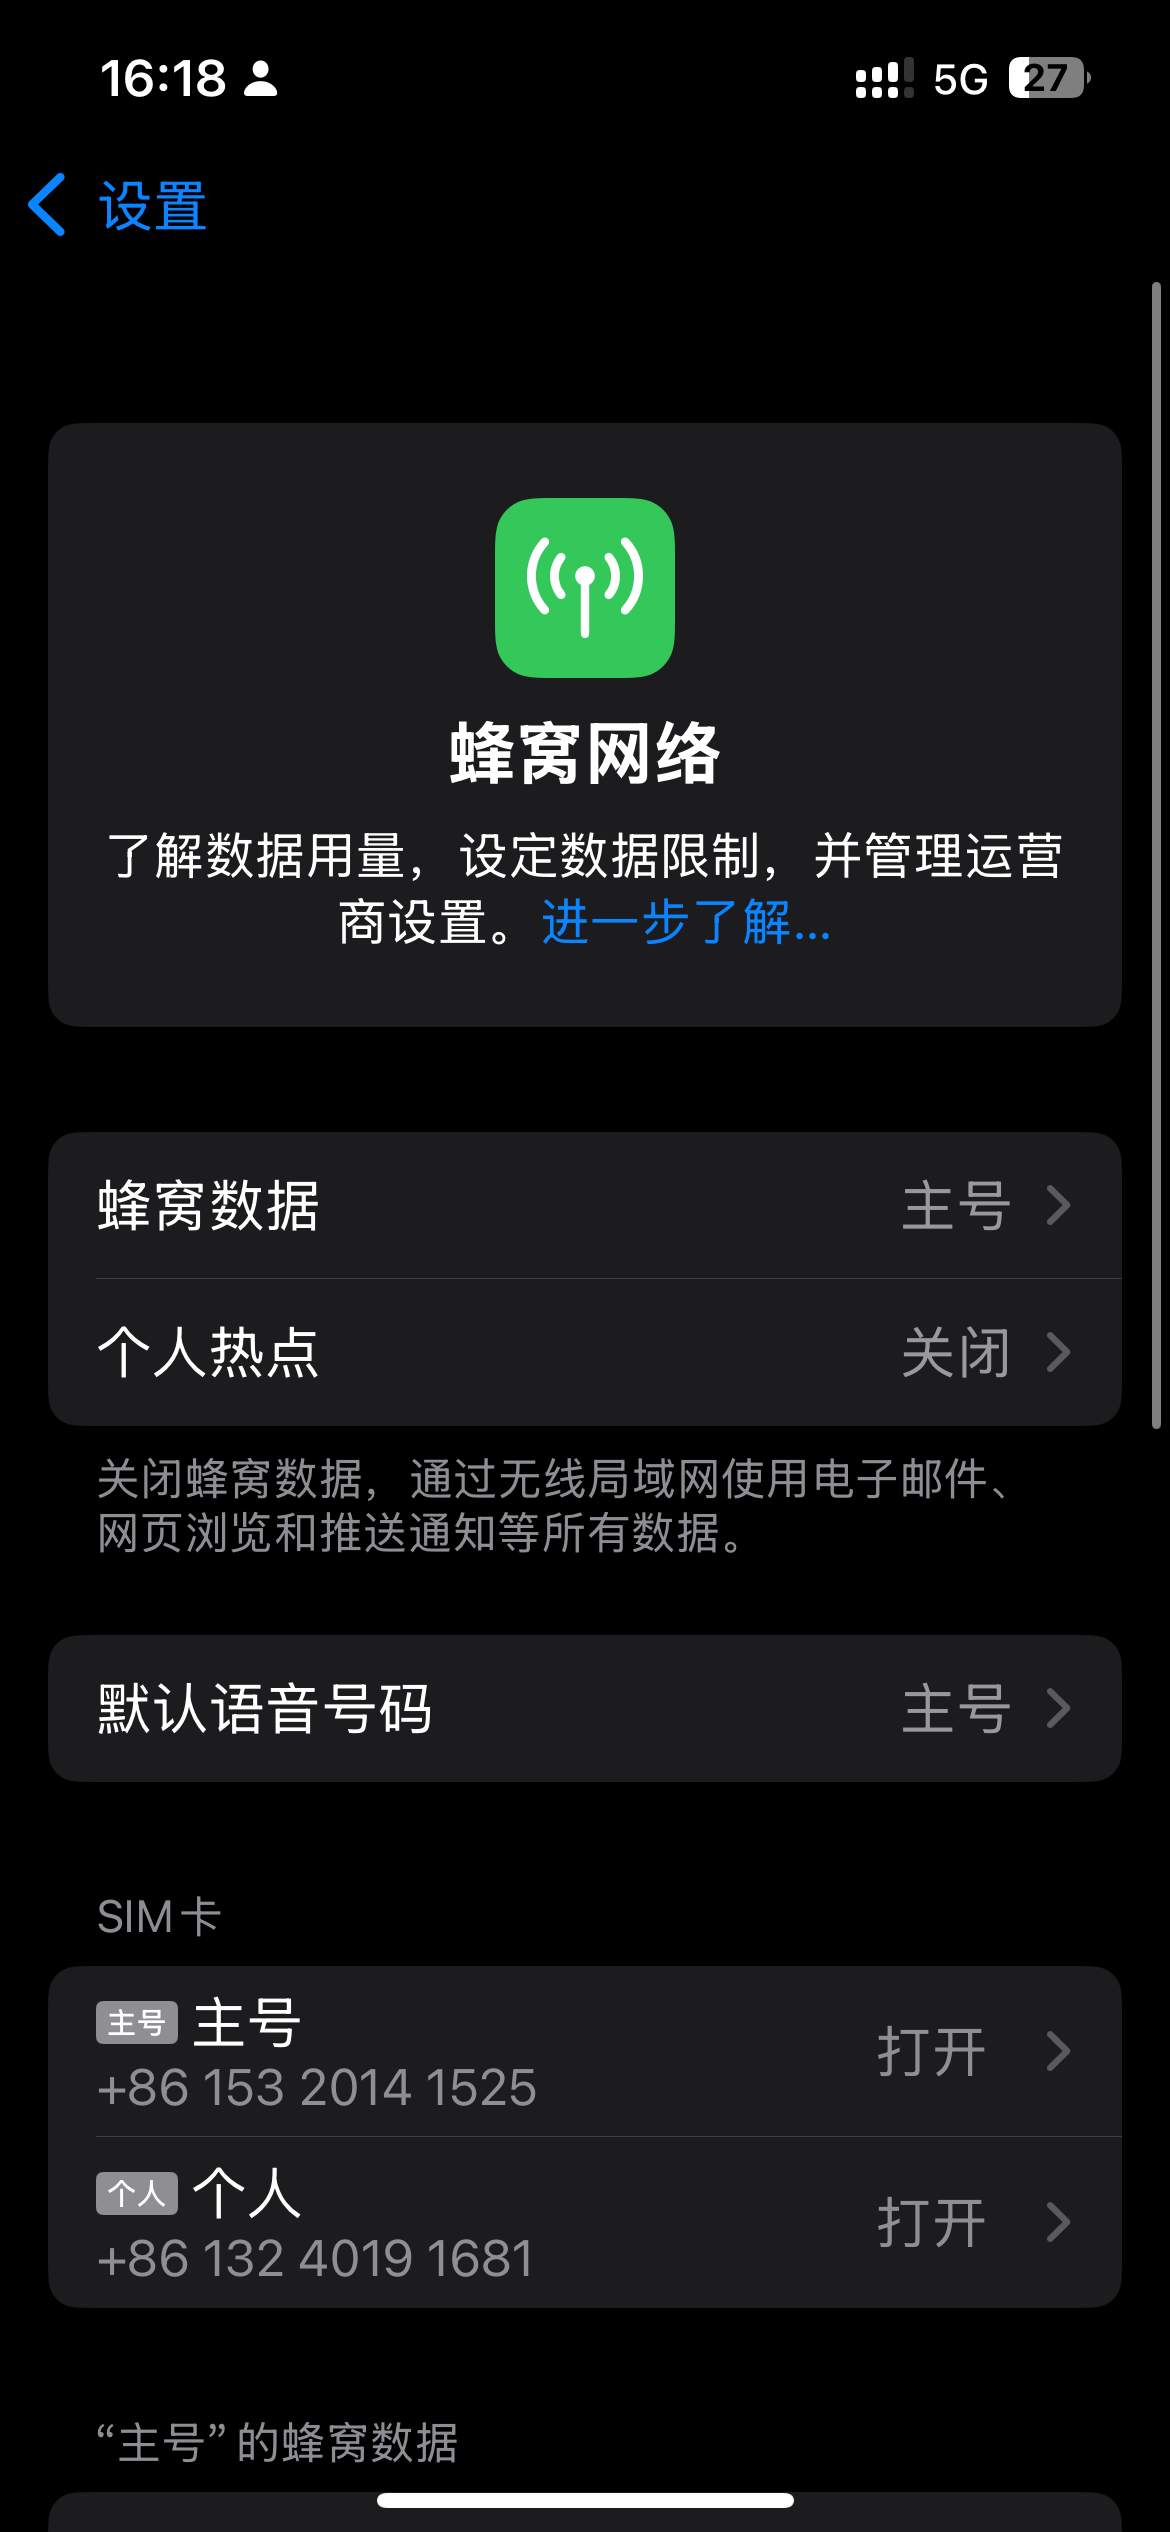 16:18
5G
27
设置
蜂窝网络
了解数据用量，设定数据限制，并管理运营
商设置。进一步了解...
蜂窝数据
主号
个人热点
关闭
关闭蜂窝数据，通过无线局域网使用电子邮件、
网页浏览和推送通知等所有数据。
默认语音号码
主号
SIM 卡
主号 主号
+86 153 2014 1525
打开
个人 个人
+86 132 4019 1681
打开
“主号” 的蜂窝数据